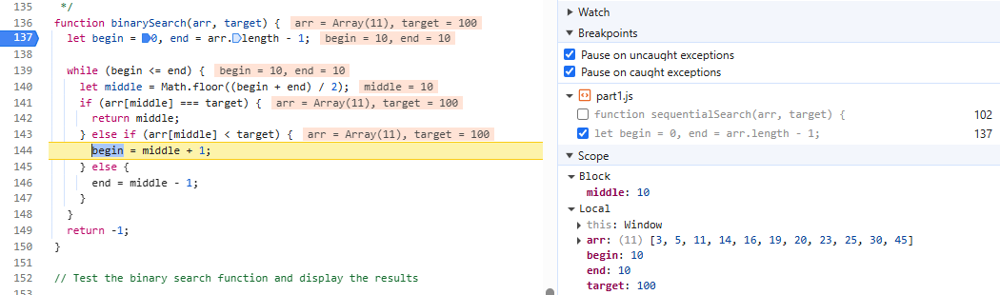 135 */
136 function binarySearch(arr, target) { arr = Array(11), target = 100
137 let begin = 0, end = arr.length - 1; begin = 10, end = 10
138
139 while (begin <= end) { begin = 10, end = 10
140 let middle = Math.floor((begin + end) / 2); middle = 10
141 if (arr[middle] === target) { arr = Array(11), target = 100
142 return middle;
143 } else if (arr[middle] < target) { arr = Array(11), target = 100
144 begin = middle + 1;
145 } else {
146 end = middle - 1;
147 }
148 }
149 return -1;
150 }
151
152 // Test the binary search function and display the results
153
Watch
Breakpoints
Pause on uncaught exceptions
Pause on caught exceptions
part1.js
function sequentialSearch(arr, target) { 102
let begin = 0, end = arr.length - 1; 137
Scope
Block
middle: 10
Local
this: Window
arr: (11) [3, 5, 11, 14, 16, 19, 20, 23, 25, 30, 45]
begin: 10
end: 10
target: 100